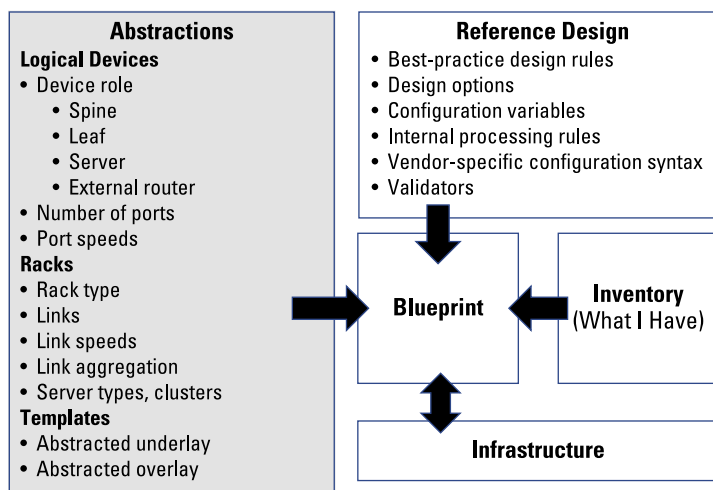 Abstractions
Logical Devices
• Device role
• Spine
• Leaf
• Server
• External router
• Number of ports
• Port speeds
Racks
• Rack type
• Links
• Link speeds
• Link aggregation
• Server types, clusters
Templates
• Abstracted underlay
• Abstracted overlay
Reference Design
• Best-practice design rules
• Design options
• Configuration variables
• Internal processing rules
• Vendor-specific configuration syntax
• Validators
Blueprint
Inventory
(What I Have)
Infrastructure